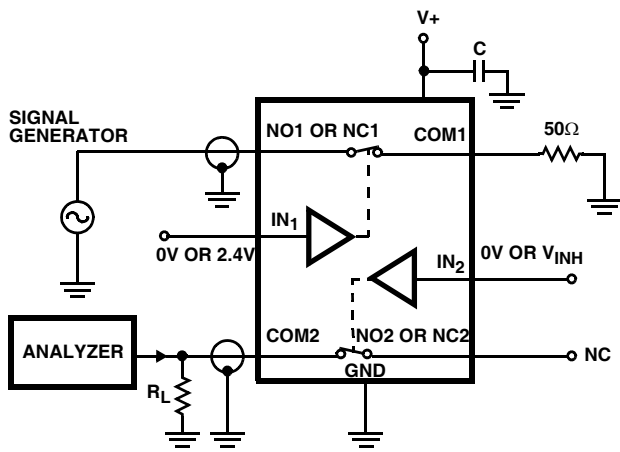 V+
C
SIGNAL
GENERATOR
NO1 OR NC1
COM1
50Ω
IN1
0V OR 2.4V
IN2
0V OR VINH
COM2
NO2 OR NC2
ANALYZER
GND
NC
RL